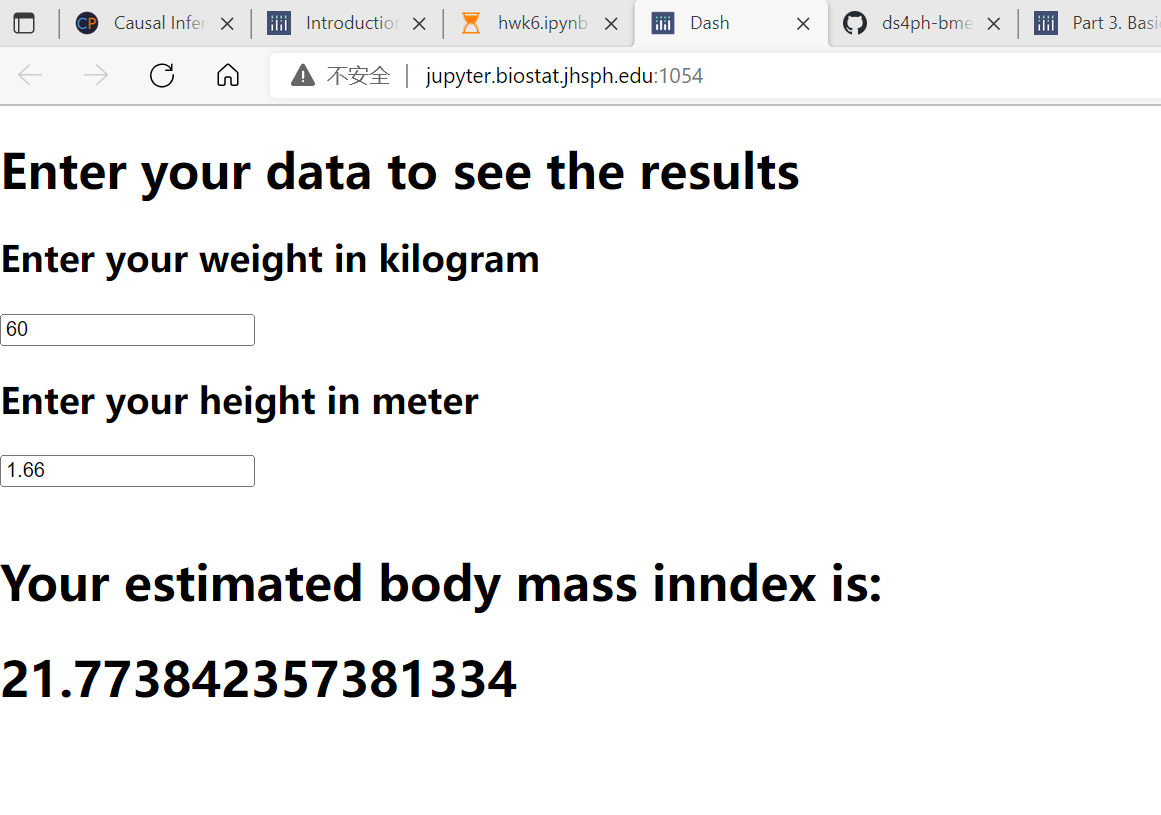 CP Causal Infer Introduction hwk6.ipynb Dash ds4ph-bme Part 3. Basi
不安全 jupyter.biostat.jhsph.edu:1054
Enter your data to see the results
Enter your weight in kilogram
60
Enter your height in meter
1.66
Your estimated body mass inndex is:
21.773842357381334